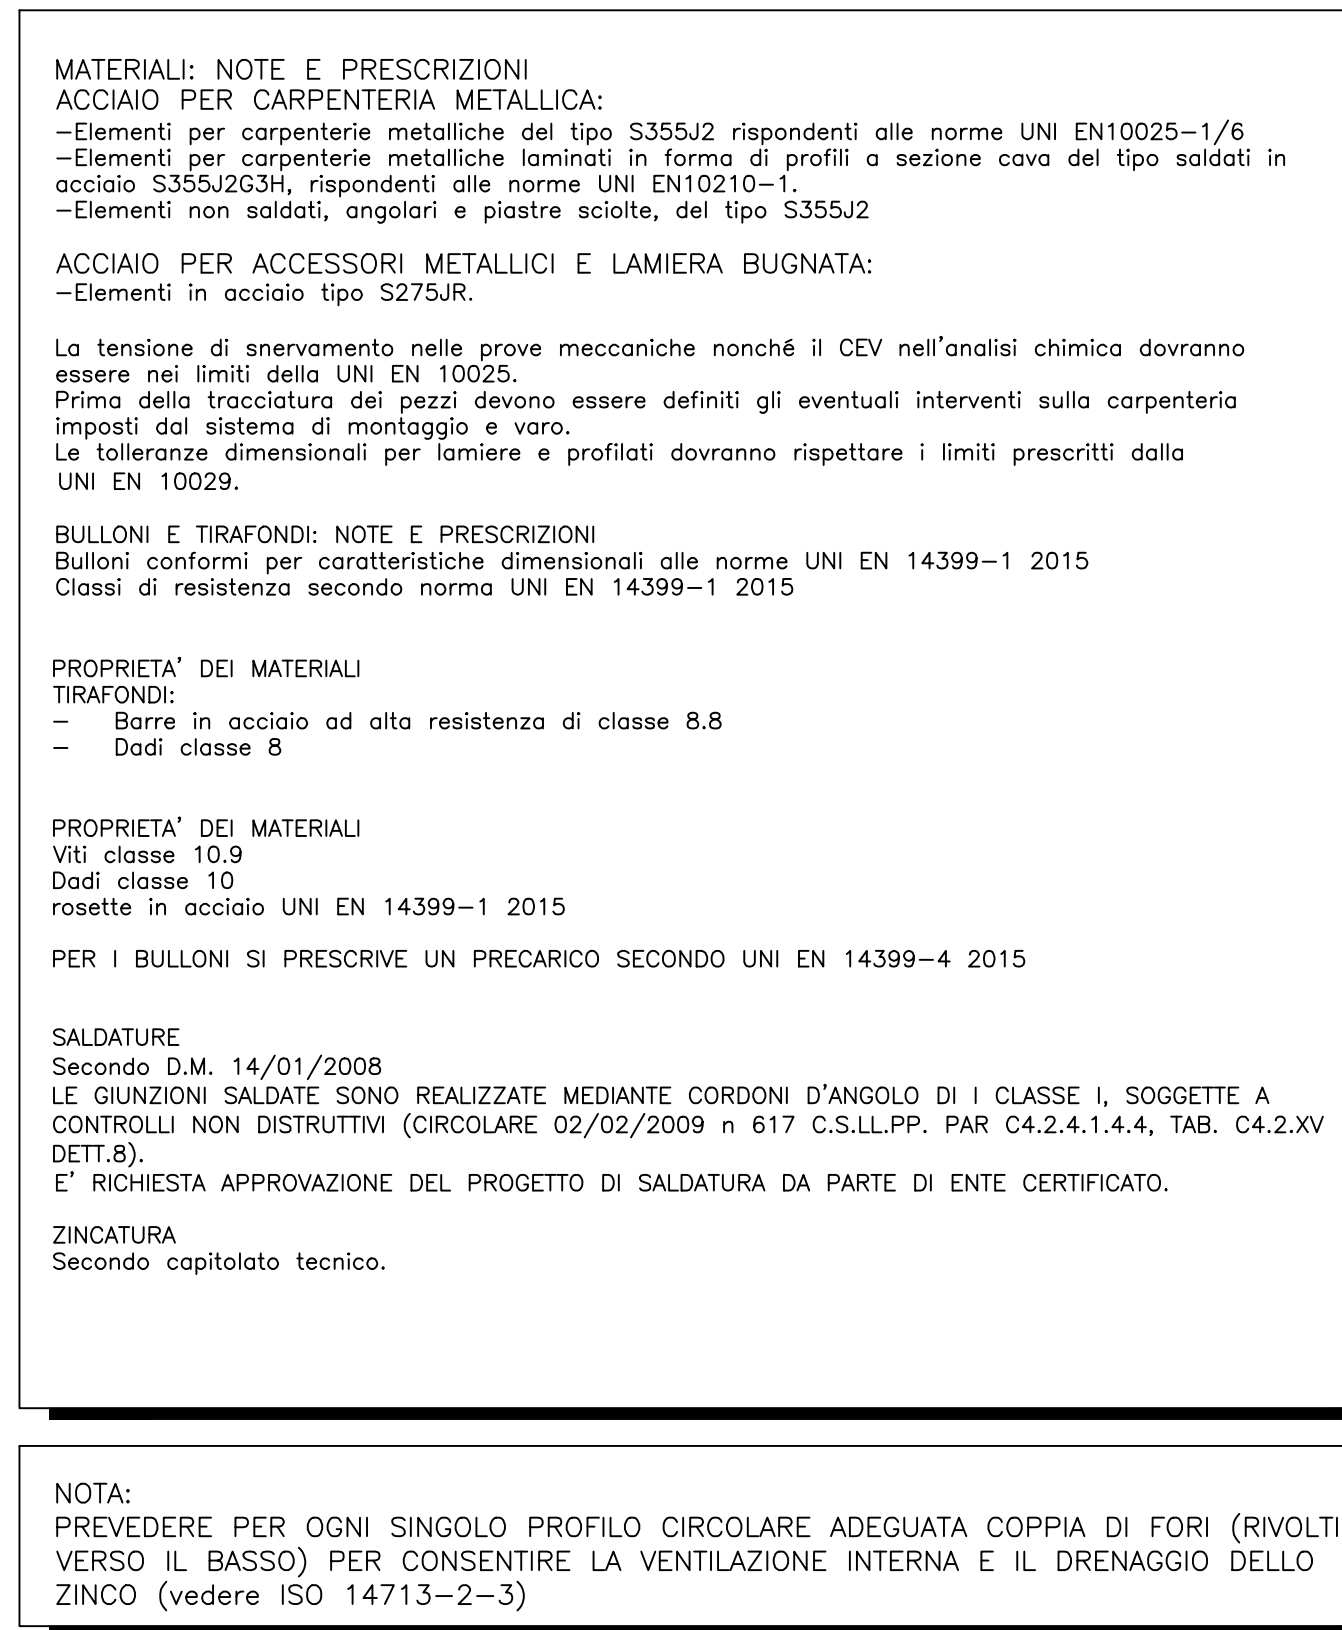 MATERIALI: NOTE E PRESCRIZIONI
ACCIAIO PER CARPENTERIA METALLICA:
-Elementi per carpenterie metalliche del tipo S355J2 rispondenti alle norme UNI EN10025-1/6
-Elementi per carpenterie metalliche laminati in forma di profili a sezione cava del tipo saldati in
acciaio S355J2G3H, rispondenti alle norme UNI EN10210-1.
-Elementi non saldati, angolari e piastre sciolte, del tipo S355J2
ACCIAIO PER ACCESSORI METALLICI E LAMIERA BUGNATA:
-Elementi in acciaio tipo S275JR.
La tensione di snervamento nelle prove meccaniche nonché il CEV nell'analisi chimica dovranno
essere nei limiti della UNI EN 10025.
Prima della tracciatura dei pezzi devono essere definiti gli eventuali interventi sulla carpenteria
imposti dal sistema di montaggio e varo.
Le tolleranze dimensionali per lamiere e profilati dovranno rispettare i limiti prescritti dalla
UNI EN 10029.
BULLONI E TIRAFONDI: NOTE E PRESCRIZIONI
Bulloni conformi per caratteristiche dimensionali alle norme UNI EN 14399-1 2015
Classi di resistenza secondo norma UNI EN 14399-1 2015
PROPRIETA' DEI MATERIALI
TIRAFONDI:
- Barre in acciaio ad alta resistenza di classe 8.8
- Dadi classe 8
PROPRIETA' DEI MATERIALI
Viti classe 10.9
Dadi classe 10
rosette in acciaio UNI EN 14399-1 2015
PER I BULLONI SI PRESCRIVE UN PRECARICO SECONDO UNI EN 14399-4 2015
SALDATURE
Secondo D.M. 14/01/2008
LE GIUNZIONI SALDATE SONO REALIZZATE MEDIANTE CORDONI D'ANGOLO DI I CLASSE I, SOGGETTE A
CONTROLLI NON DISTRUTTIVI (CIRCOLARE 02/02/2009 n 617 C.S.LL.PP. PAR C4.2.4.1.4.4, TAB. C4.2.XV
DETT.8).
E' RICHIESTA APPROVAZIONE DEL PROGETTO DI SALDATURA DA PARTE DI ENTE CERTIFICATO.
ZINCATURA
Secondo capitolato tecnico.
NOTA:
PREVEDERE PER OGNI SINGOLO PROFILO CIRCOLARE ADEGUATA COPPIA DI FORI (RIVOLTI
VERSO IL BASSO) PER CONSENTIRE LA VENTILAZIONE INTERNA E IL DRENAGGIO DELLO
ZINCO (vedere ISO 14713-2-3)